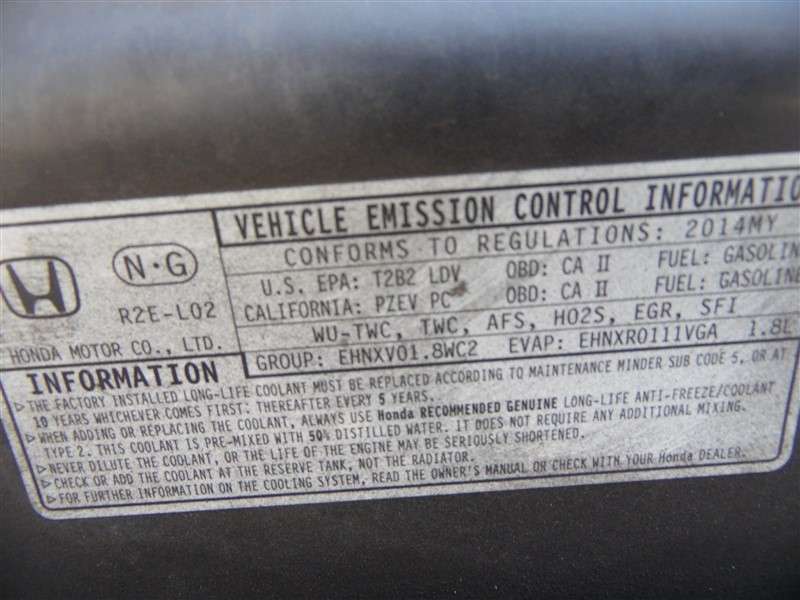 VEHICLE EMISSION CONTROL INFORMATIO
CONFORMS TO REGULATIONS: 2014MY
U.S. EPA: T2B2 LDV OBD: CA II FUEL: GASOLINE
CALIFORNIA: PZEV PC OBD: CA II FUEL: GASOLINE
WU-TWC, TWC, AFS, HO2S, EGR, SFI
GROUP: EHNXV01.8WC2 EVAP: EHNXR0111VGA 1.8L
N·G
R2E-L02
HONDA MOTOR CO., LTD.
INFORMATION
▷THE FACTORY INSTALLED LONG-LIFE COOLANT MUST BE REPLACED ACCORDING TO MAINTENANCE MINDER SUB CODE 5, OR AT
10 YEARS WHICHEVER COMES FIRST: THEREAFTER EVERY 5 YEARS.
▷WHEN ADDING OR REPLACING THE COOLANT, ALWAYS USE Honda RECOMMENDED GENUINE LONG-LIFE ANTI-FREEZE/COOLANT
TYPE 2. THIS COOLANT IS PRE-MIXED WITH 50% DISTILLED WATER. IT DOES NOT REQUIRE ANY ADDITIONAL MIXING.
▷NEVER DILUTE THE COOLANT, OR THE LIFE OF THE ENGINE MAY BE SERIOUSLY SHORTENED.
▷CHECK OR ADD THE COOLANT AT THE RESERVE TANK, NOT THE RADIATOR.
▷FOR FURTHER INFORMATION ON THE COOLING SYSTEM, READ THE OWNER'S MANUAL OR CHECK WITH YOUR Honda DEALER.